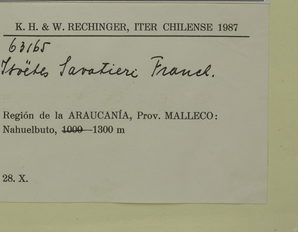 K. H. & W. RECHINGER, ITER CHILENSE 1987
63165
Isoëtes Savatieri Franch.
Región de la ARAUCANÍA, Prov. MALLECO:
Nahuelbuto, 1000—1300 m
28. X.